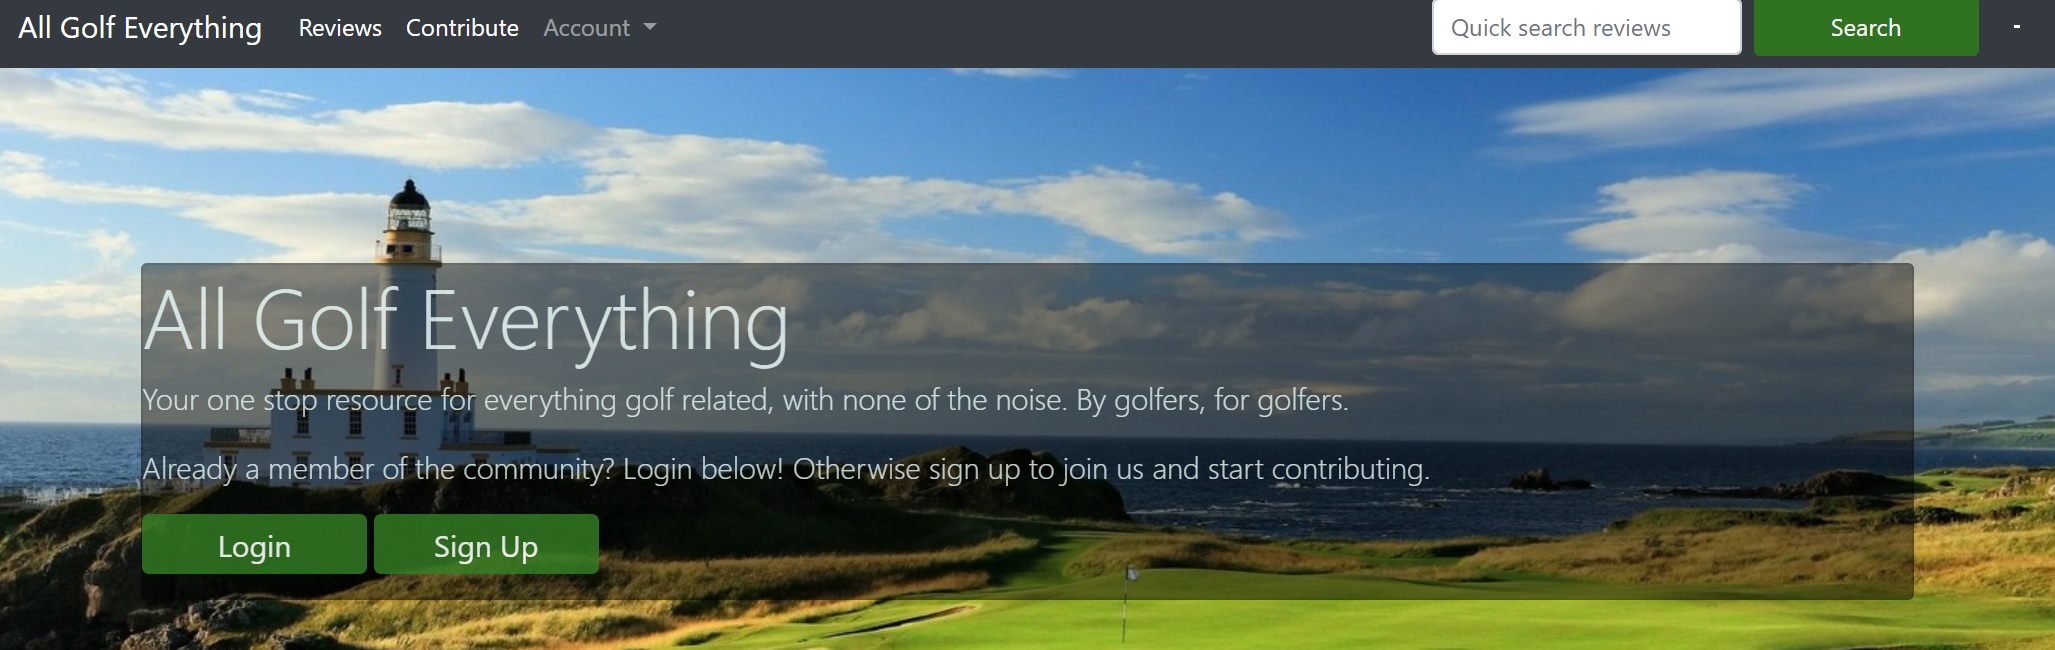 All Golf Everything Reviews Contribute Account Quick search reviews Search -
All Golf Everything
Your one stop resource for everything golf related, with none of the noise. By golfers, for golfers.
Already a member of the community? Login below! Otherwise sign up to join us and start contributing.
Login Sign Up